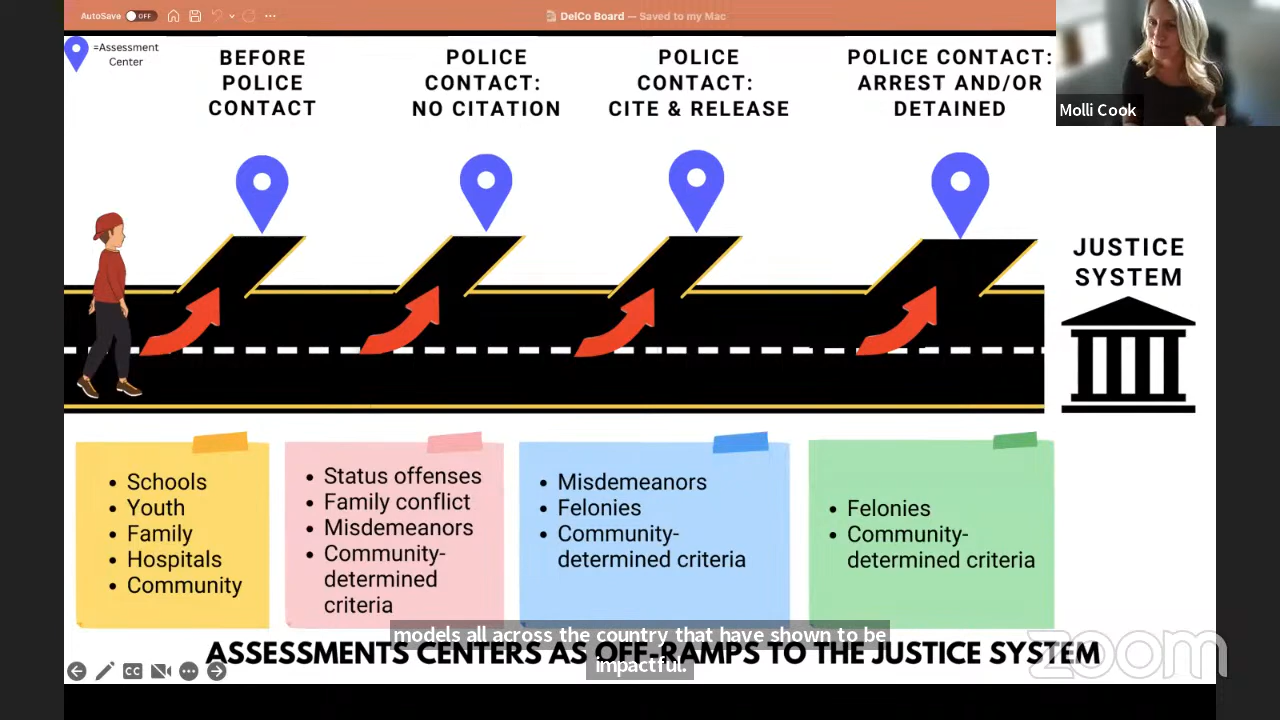 AutoSave OFF
DelCo Board — Saved to my Mac
=Assessment
Center
BEFORE
POLICE
CONTACT
POLICE
CONTACT:
NO CITATION
POLICE
CONTACT:
CITE & RELEASE
POLICE CONTACT:
ARREST AND/OR
DETAINED
Molli Cook
JUSTICE
SYSTEM
• Schools
• Youth
• Family
• Hospitals
• Community
• Status offenses
• Family conflict
• Misdemeanors
• Community-
determined
criteria
• Misdemeanors
• Felonies
• Community-
determined criteria
• Felonies
• Community-
determined criteria
models all across the country that have shown to be
impactful.
ASSESSMENTS CENTERS AS OFF-RAMPS TO THE JUSTICE SYSTEM
CC
zoom